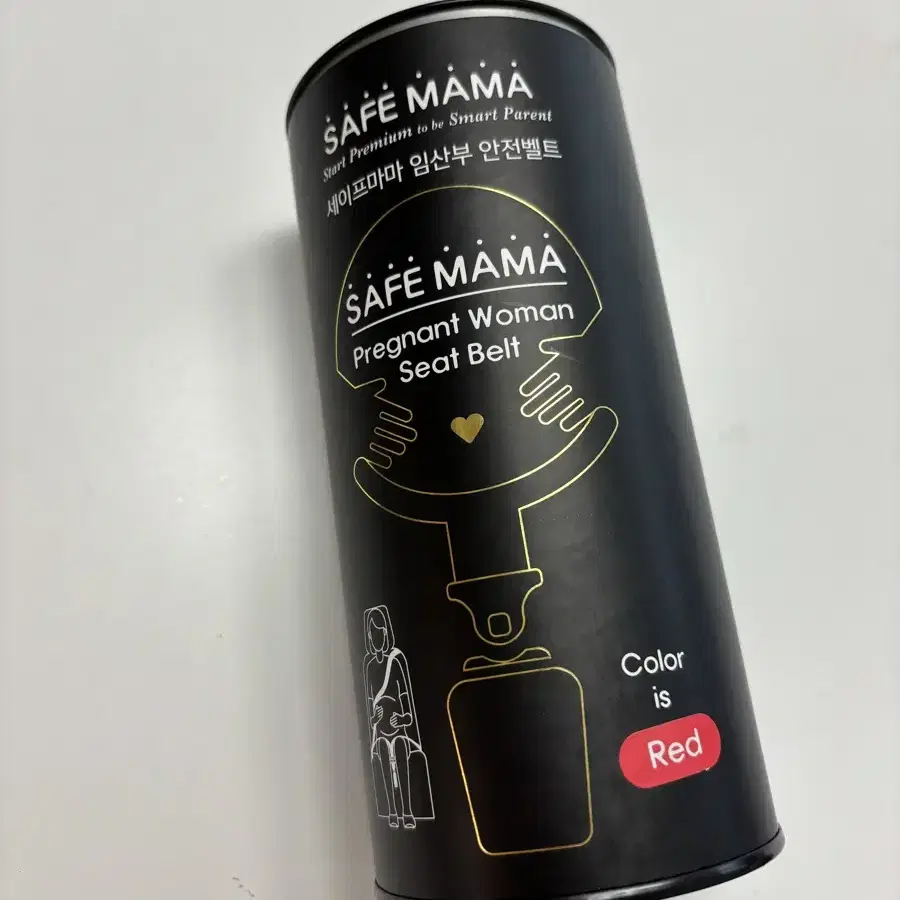 SAFE MAMA
Start Premium to be Smart Parent
세이프마마 임산부 안전벨트
SAFE MAMA
Pregnant Woman
Seat Belt
Color
is
Red